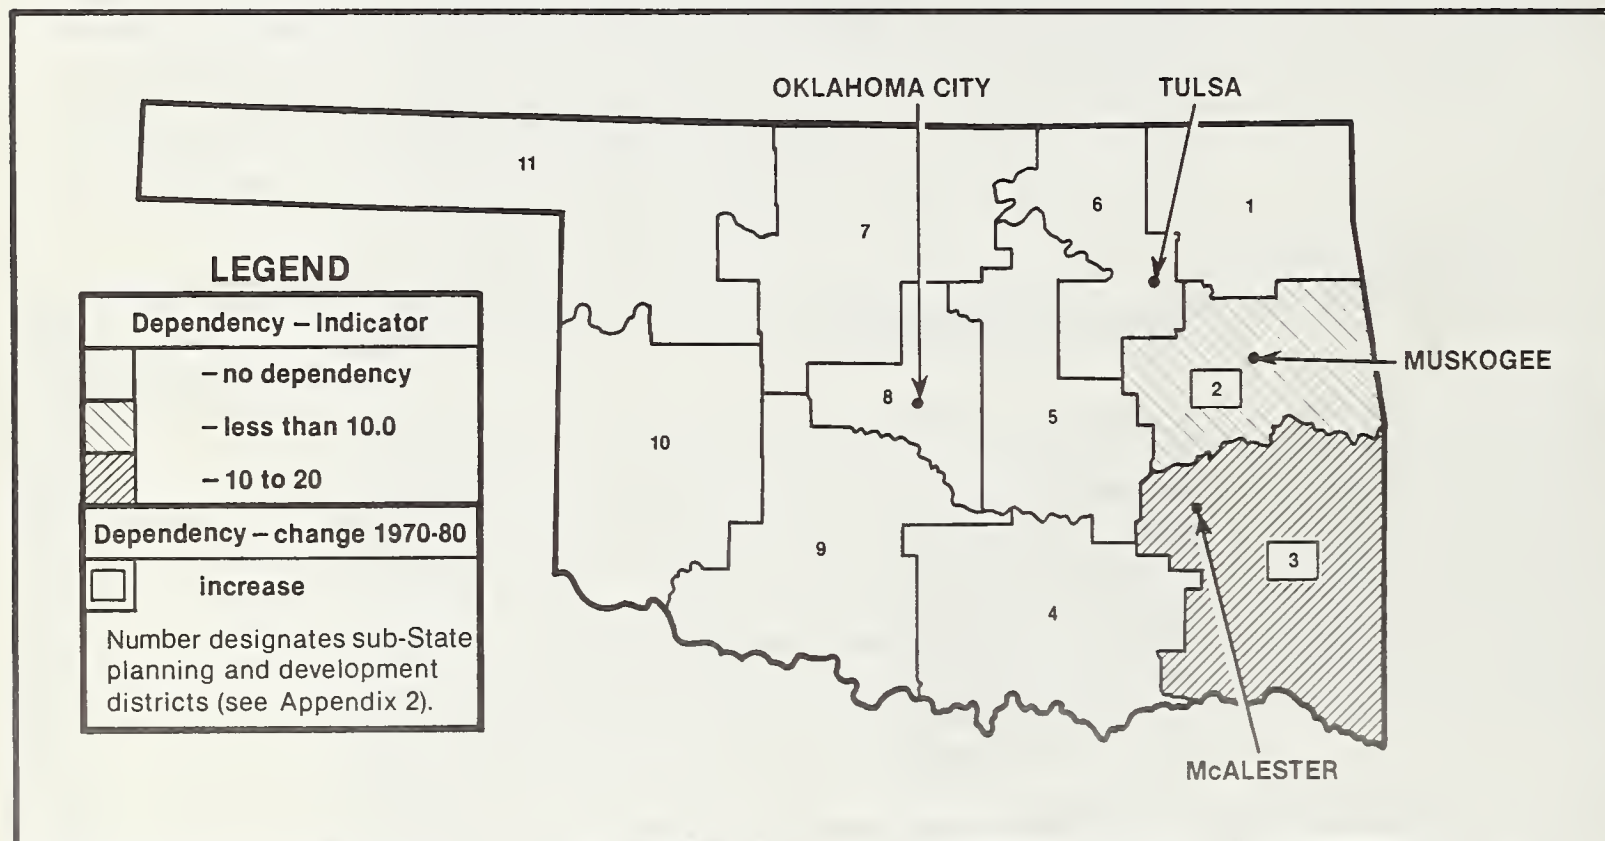 OKLAHOMA CITY
TULSA
11
7
6
1
LEGEND
Dependency – Indicator
– no dependency
– less than 10.0
– 10 to 20
Dependency – change 1970-80
increase
Number designates sub-State
planning and development
districts (see Appendix 2).
MUSKOGEE
2
8
5
10
9
3
4
McALESTER